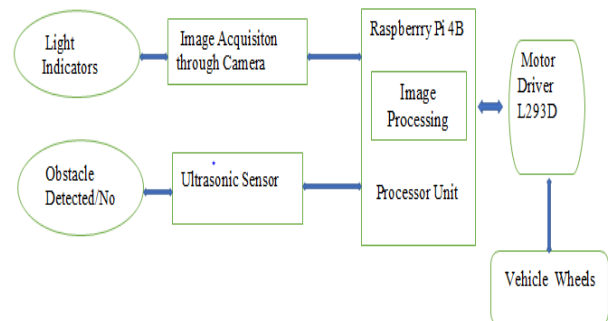 Light
Indicators
Image Acquisiton
through Camera
Raspberrry Pi 4B
Image
Processing
Processor Unit
Motor
Driver
L293D
Obstacle
Detected/No
Ultrasonic Sensor
Vehicle Wheels